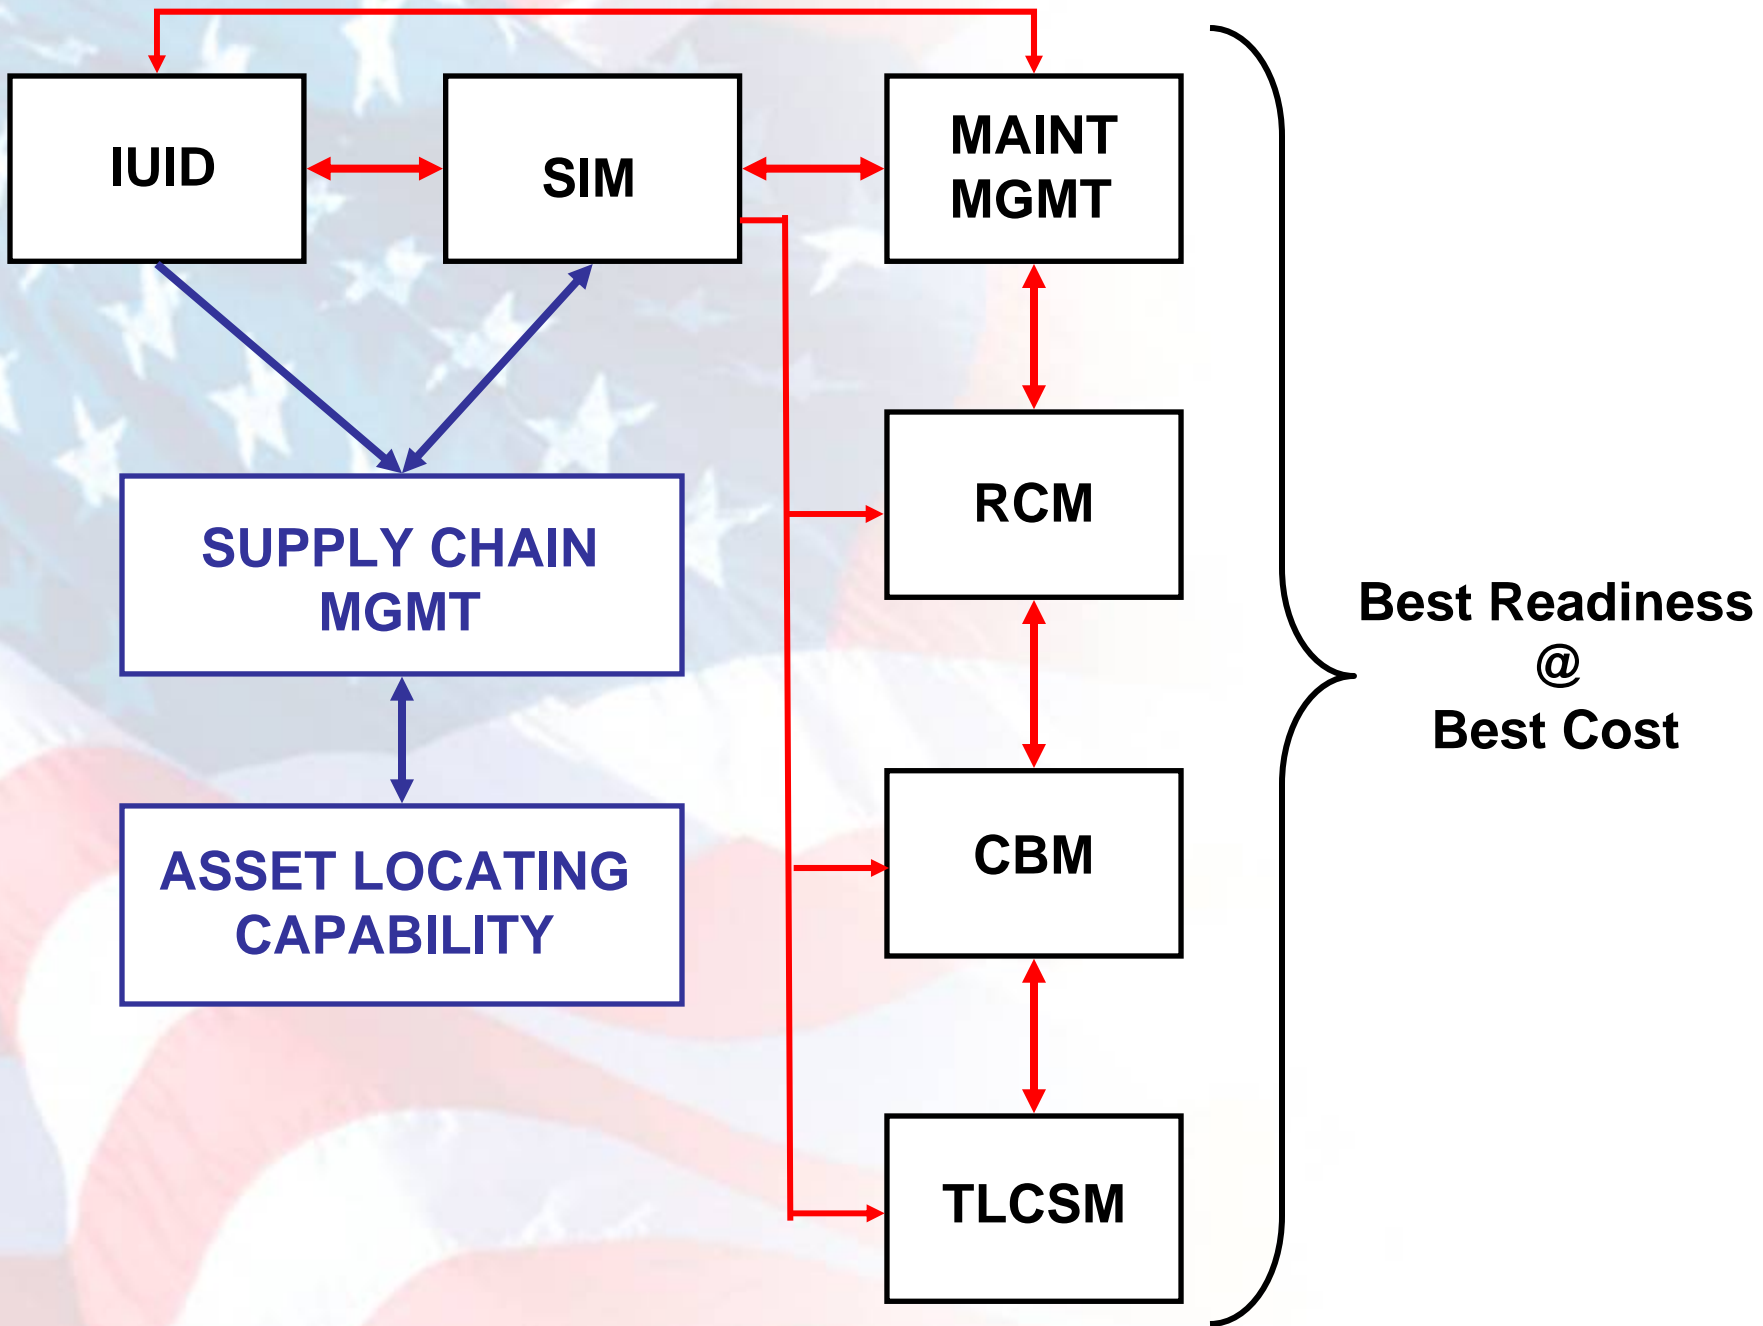 IUID
SIM
MAINT
MGMT
SUPPLY CHAIN
MGMT
RCM
ASSET LOCATING
CAPABILITY
CBM
TLCSM
Best Readiness
@
Best Cost